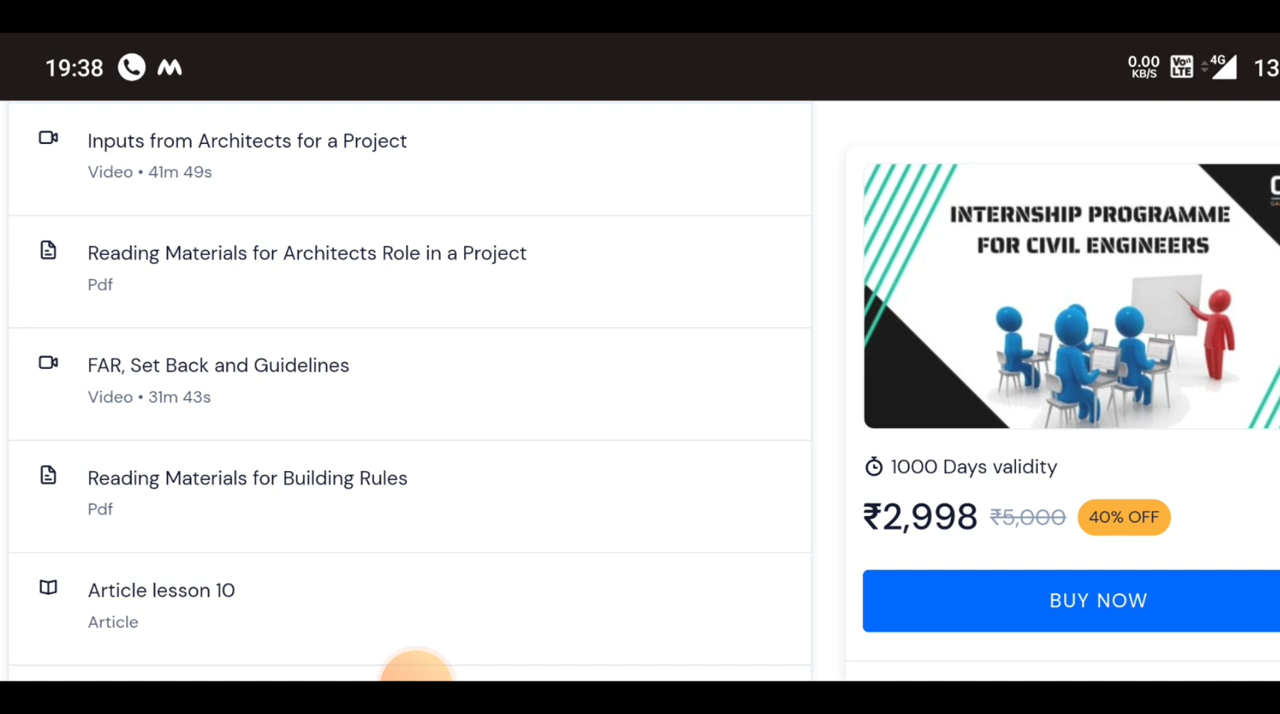 19:38
0.00
KB/S
Vo))
LTE
4G
13
Inputs from Architects for a Project
Video • 41m 49s
Reading Materials for Architects Role in a Project
Pdf
FAR, Set Back and Guidelines
Video • 31m 43s
Reading Materials for Building Rules
Pdf
Article lesson 10
Article
INTERNSHIP PROGRAMME
FOR CIVIL ENGINEERS
1000 Days validity
₹2,998 ₹5,000 40% OFF
BUY NOW